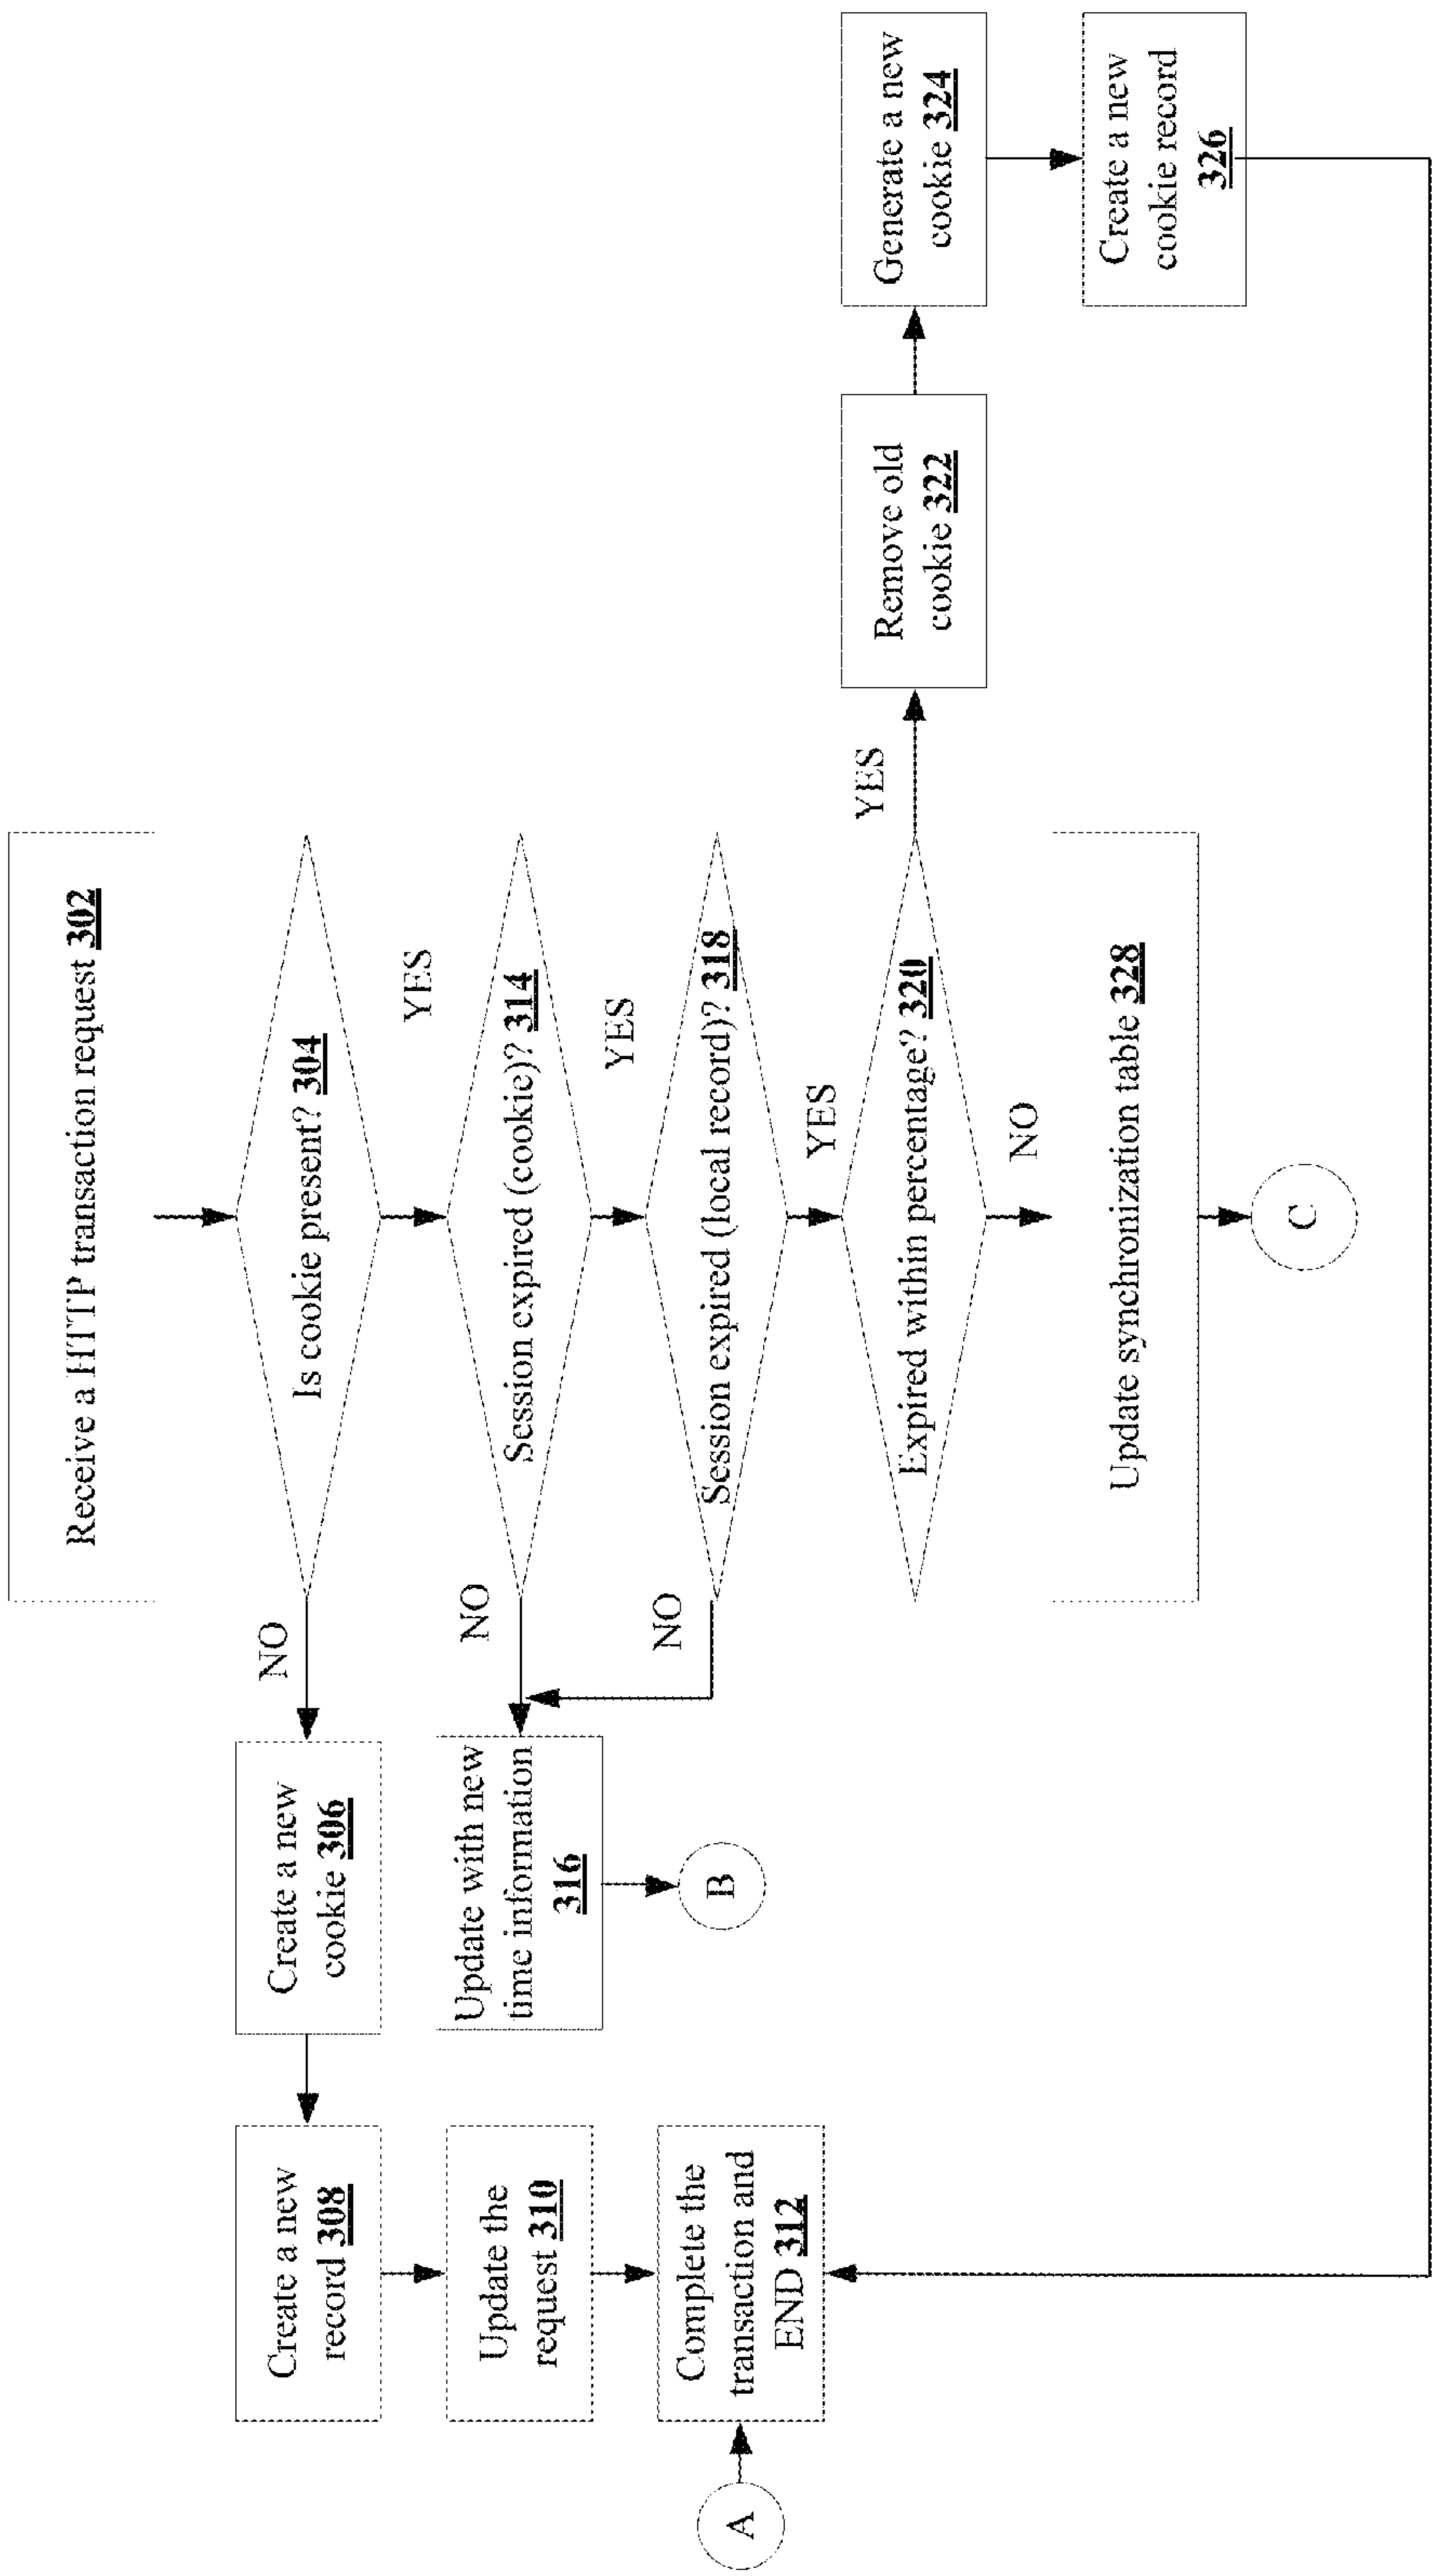 Receive a HTTP transaction request 302
Is cookie present? 304
NO
YES
Create a new
cookie 306
Create a new
record 308
Update the
request 310
Complete the
transaction and
END 312
A
Session expired (cookie)? 314
NO
YES
Update with new
time information
316
B
Session expired (local record)? 318
NO
YES
Expired within percentage? 320
YES
NO
Remove old
cookie 322
Generate a new
cookie 324
Create a new
cookie record
326
Update synchronization table 328
C